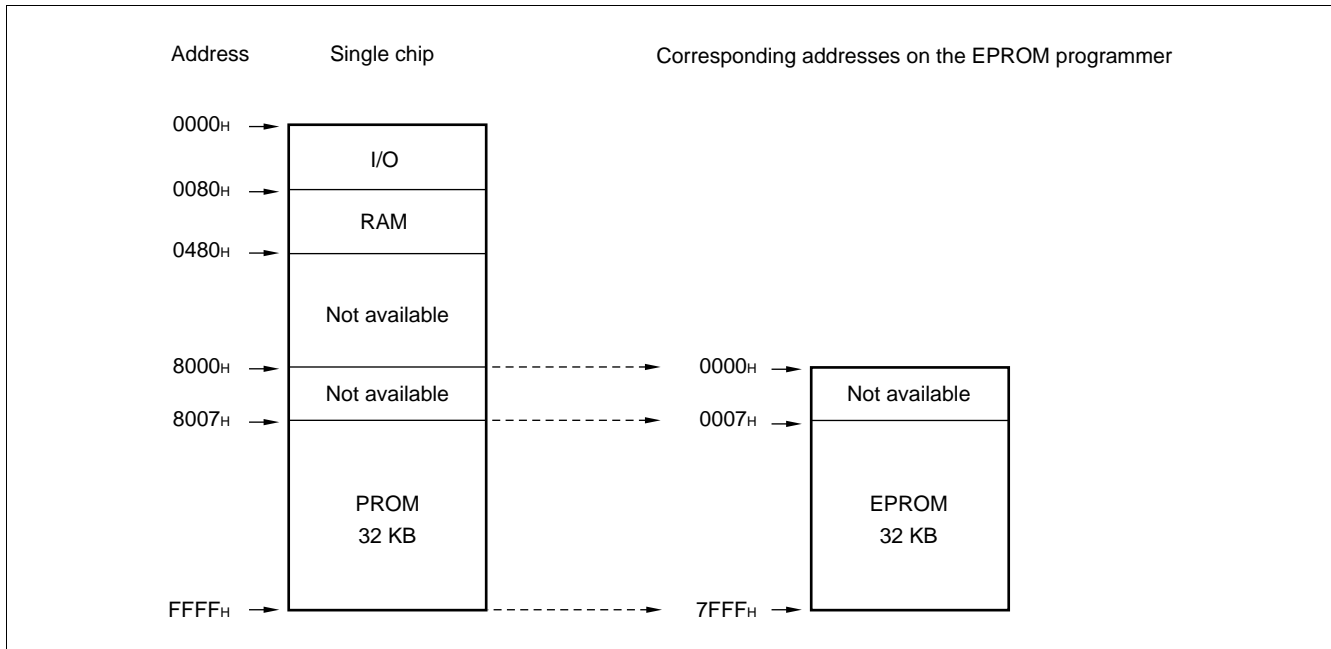 Address Single chip Corresponding addresses on the EPROM programmer
0000H
I/O
0080H
RAM
0480H
Not available
8000H 0000H
Not available Not available
8007H 0007H
PROM EPROM
32 KB 32 KB
FFFFH 7FFFH